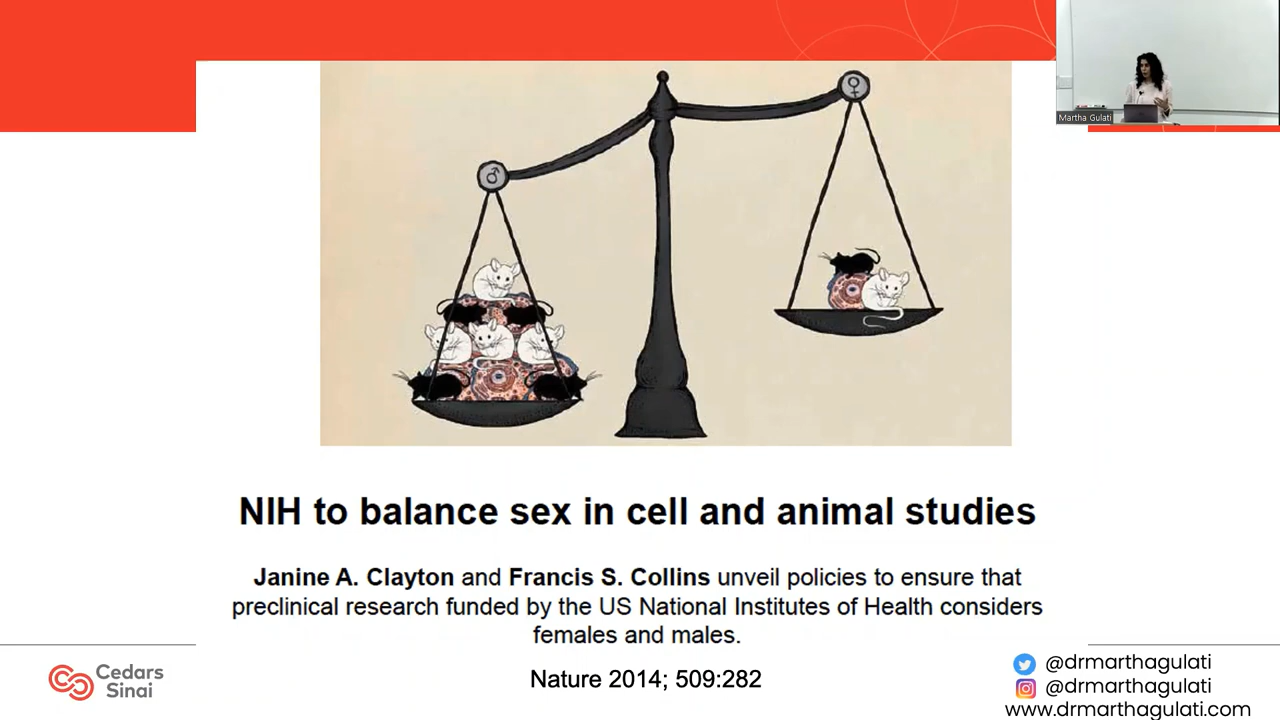 Martha Gulati
NIH to balance sex in cell and animal studies
Janine A. Clayton and Francis S. Collins unveil policies to ensure that
preclinical research funded by the US National Institutes of Health considers
females and males.
Nature 2014; 509:282
Cedars
Sinai
@drmarthagulati
@drmarthagulati
www.drmarthagulati.com